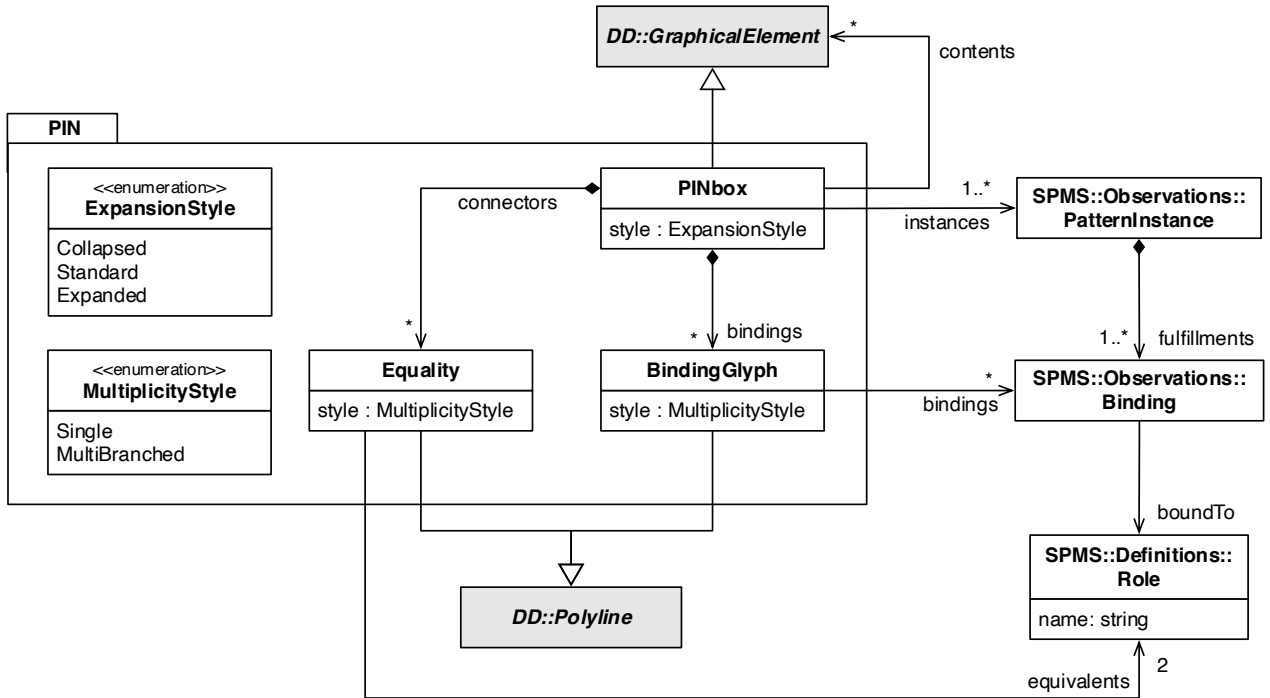 DD::GraphicalElement
*
contents
PIN
<<enumeration>>
ExpansionStyle
Collapsed
Standard
Expanded
connectors
PINbox
style : ExpansionStyle
1..*
instances
SPMS::Observations::
PatternInstance
<<enumeration>>
MultiplicityStyle
Single
MultiBranched
*
Equality
style : MultiplicityStyle
*
bindings
BindingGlyph
style : MultiplicityStyle
*
bindings
1..*
fulfillments
SPMS::Observations::
Binding
boundTo
SPMS::Definitions::
Role
name: string
DD::Polyline
equivalents
2